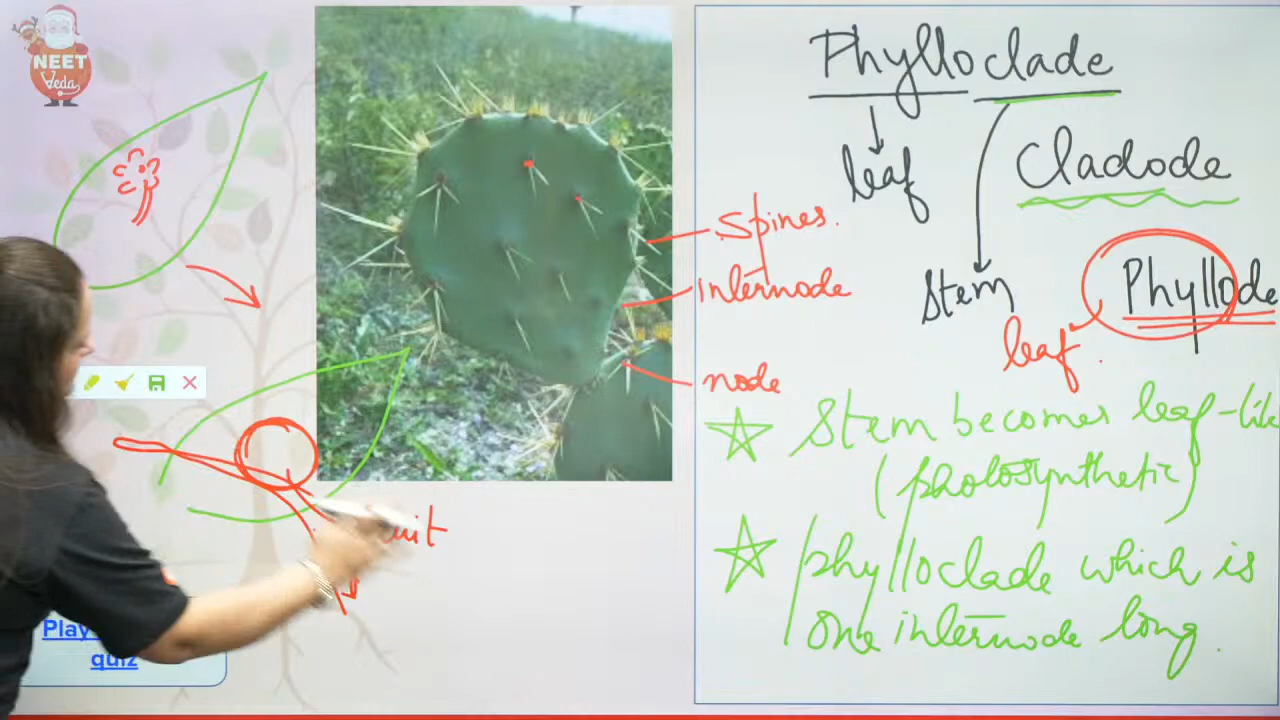 NEET
Veda
Phylloclade
leaf
Cladode
Spines.
internode
Stem
Phyllode
leaf.
node
Stem becomes leaf-like
(photosynthetic)
phylloclade which is
one internode long.
Play
quiz